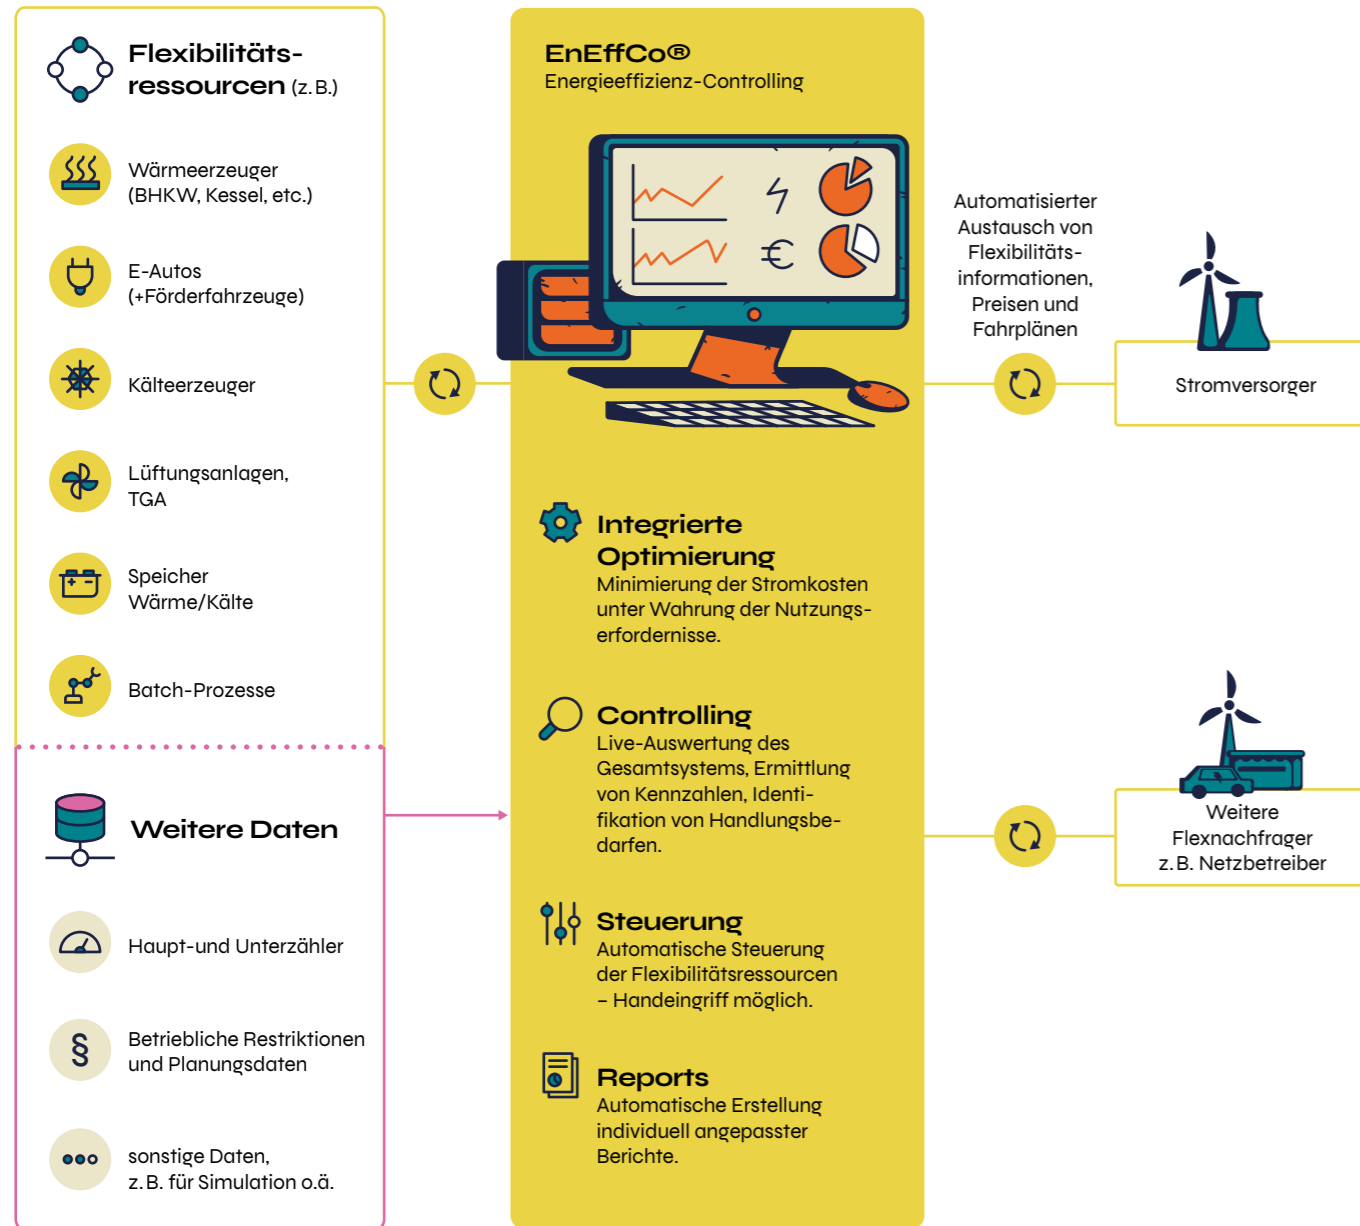 Flexibilitäts-
ressourcen (z.B.)
Wärmeerzeuger
(BHKW, Kessel, etc.)
E-Autos
(+Förderfahrzeuge)
Kälteerzeuger
Lüftungsanlagen,
TGA
Speicher
Wärme/Kälte
Batch-Prozesse
Weitere Daten
Haupt-und Unterzähler
§
Betriebliche Restriktionen
und Planungsdaten
sonstige Daten,
z.B. für Simulation o.ä.
EnEffCo®
Energieeffizienz-Controlling
€
Integrierte
Optimierung
Minimierung der Stromkosten
unter Wahrung der Nutzungs-
erfordernisse.
Controlling
Live-Auswertung des
Gesamtsystems, Ermittlung
von Kennzahlen, Identi-
fikation von Handlungsbe-
darfen.
Steuerung
Automatische Steuerung
der Flexibilitätsressourcen
– Handeingriff möglich.
Reports
Automatische Erstellung
individuell angepasster
Berichte.
Automatisierter
Austausch von
Flexibilitäts-
informationen,
Preisen und
Fahrplänen
Stromversorger
Weitere
Flexnachfrager
z.B. Netzbetreiber